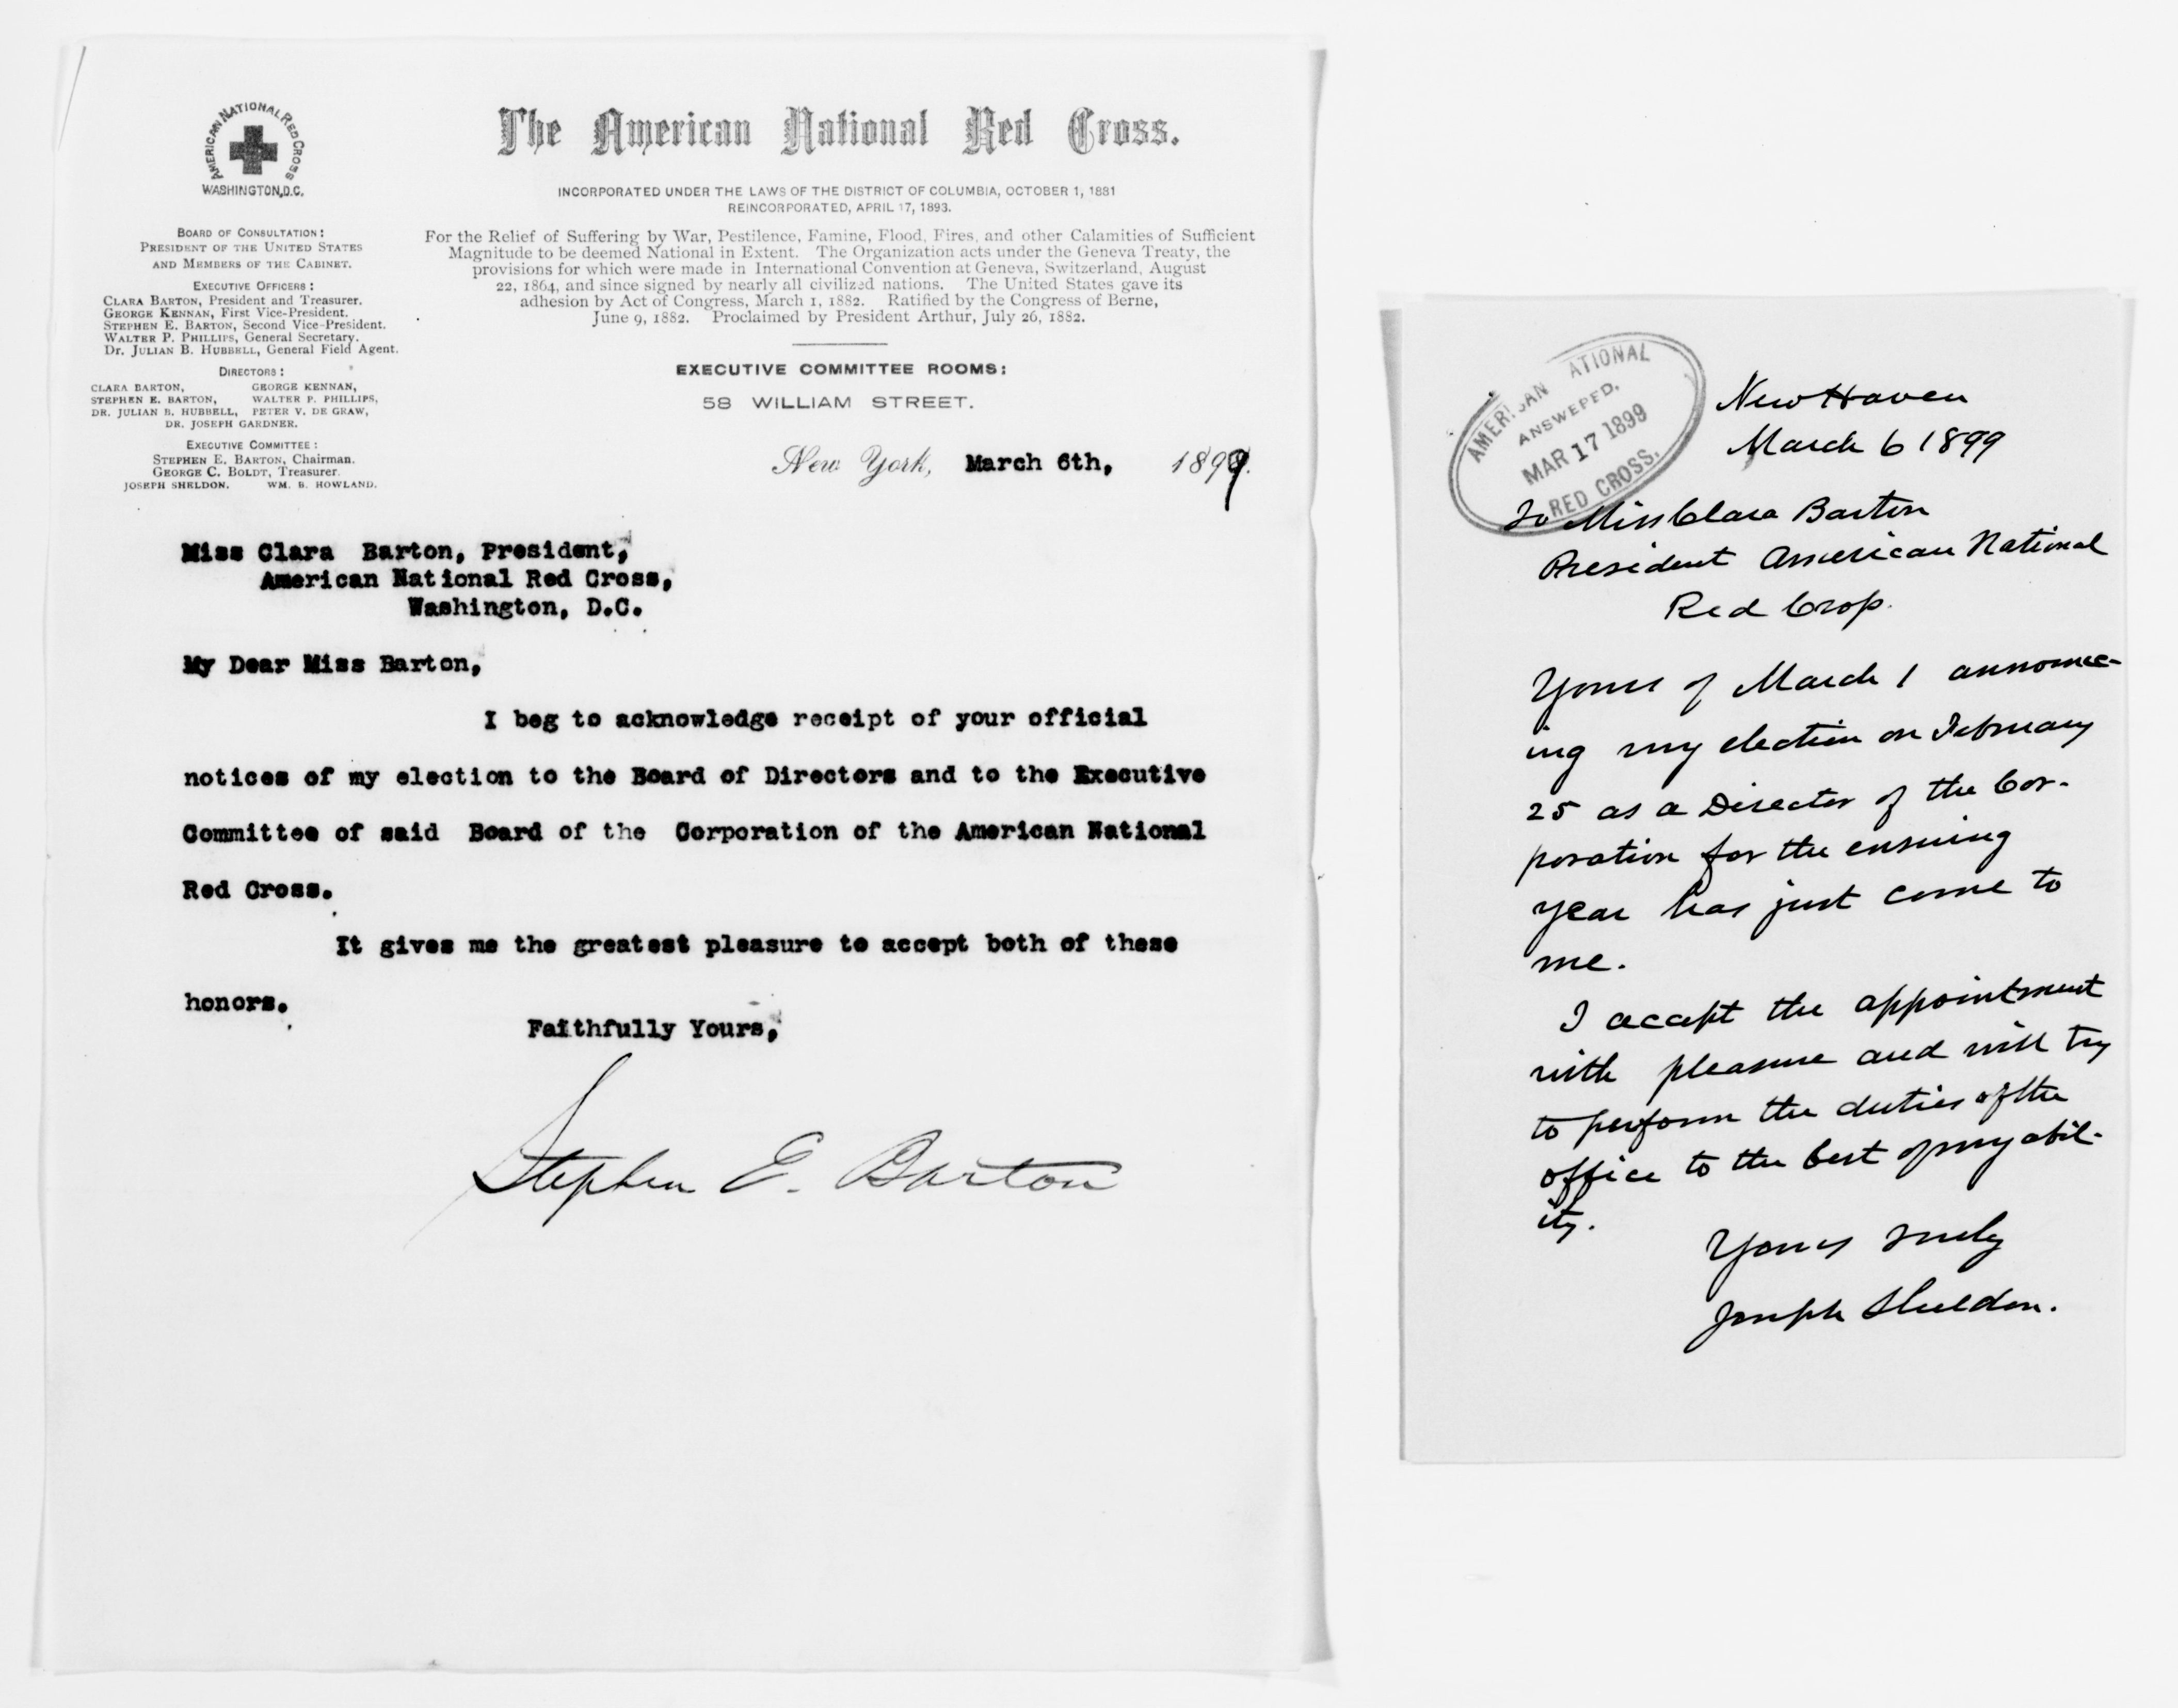 AMERICAN NATIONAL RED CROSS
WASHINGTON, D.C.
BOARD OF CONSULTATION:
PRESIDENT OF THE UNITED STATES
AND MEMBERS OF THE CABINET.
EXECUTIVE OFFICERS:
CLARA BARTON, President and Treasurer.
GEORGE KENNAN, First Vice-President.
STEPHEN E. BARTON, Second Vice-President.
WALTER P. PHILLIPS, General Secretary.
Dr. JULIAN B. HUBBELL, General Field Agent.
DIRECTORS:
CLARA BARTON, GEORGE KENNAN,
STEPHEN E. BARTON, WALTER P. PHILLIPS,
DR. JULIAN B. HUBBELL, PETER V. DE GRAW,
DR. JOSEPH GARDNER.
EXECUTIVE COMMITTEE:
STEPHEN E. BARTON, Chairman.
GEORGE C. BOLDT, Treasurer.
JOSEPH SHELDON. WM. B. HOWLAND.
The American National Red Cross.
INCORPORATED UNDER THE LAWS OF THE DISTRICT OF COLUMBIA, OCTOBER 1, 1881
REINCORPORATED, APRIL 17, 1893.
For the Relief of Suffering by War, Pestilence, Famine, Flood, Fires, and other Calamities of Sufficient
Magnitude to be deemed National in Extent. The Organization acts under the Geneva Treaty, the
provisions for which were made in International Convention at Geneva, Switzerland, August
22, 1864, and since signed by nearly all civilized nations. The United States gave its
adhesion by Act of Congress, March 1, 1882. Ratified by the Congress of Berne,
June 9, 1882. Proclaimed by President Arthur, July 26, 1882.
EXECUTIVE COMMITTEE ROOMS:
58 WILLIAM STREET.
New York, March 6th, 1899.
Miss Clara Barton, President,
American National Red Cross,
Washington, D.C.
My Dear Miss Barton,
I beg to acknowledge receipt of your official
notices of my election to the Board of Directors and to the Executive
Committee of said Board of the Corporation of the American National
Red Cross.
It gives me the greatest pleasure to accept both of these
honors.
Faithfully Yours,
Stephen E. Barton
AMERICAN NATIONAL
ANSWERED,
MAR 17 1899
RED CROSS.
New Haven
March 6 1899
To Miss Clara Barton
President American National
Red Cross.
Yours of March 1 announc-
ing my election on February
25 as a Director of the Cor-
poration for the ensuing
year has just come to
me.
I accept the appointment
with pleasure and will try
to perform the duties of the
office to the best of my abil-
ity.
Yours truly
Joseph Sheldon.